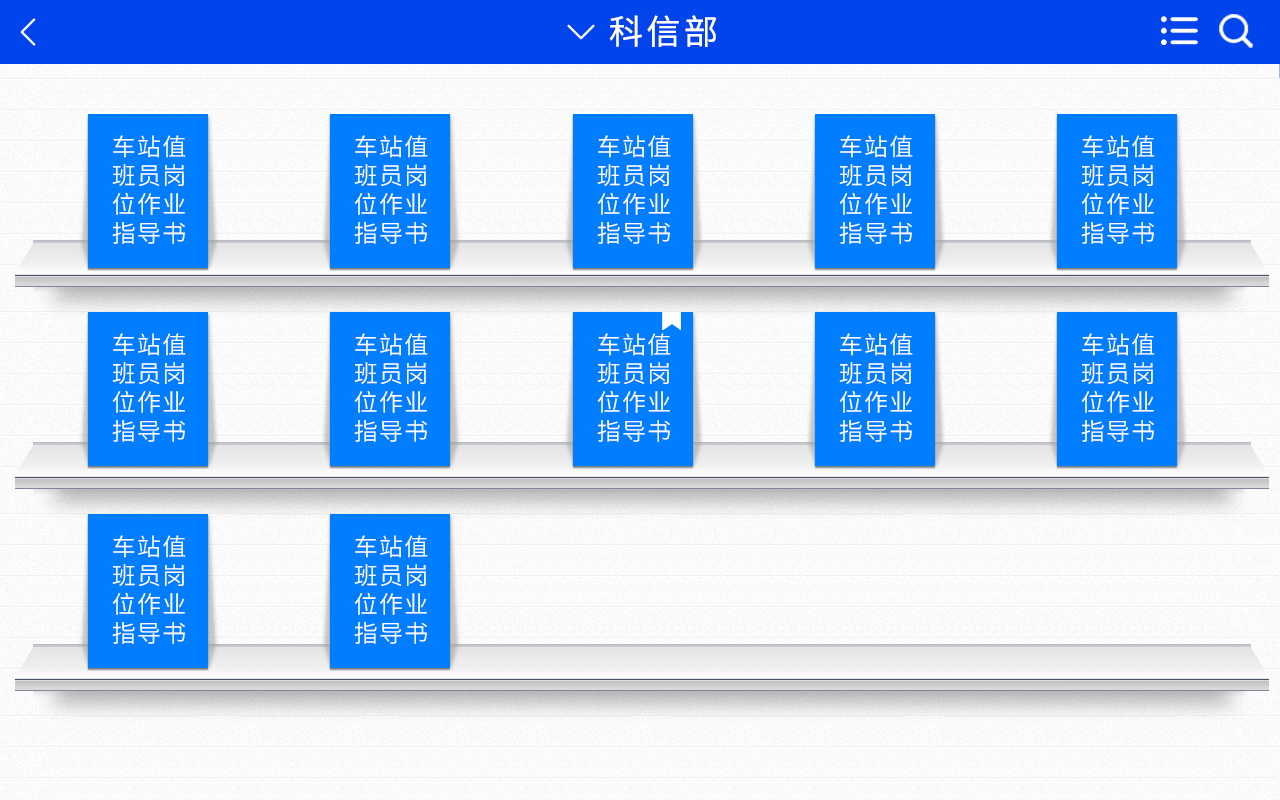 科信部
车站值
班员岗
位作业
指导书
车站值
班员岗
位作业
指导书
车站值
班员岗
位作业
指导书
车站值
班员岗
位作业
指导书
车站值
班员岗
位作业
指导书
车站值
班员岗
位作业
指导书
车站值
班员岗
位作业
指导书
车站值
班员岗
位作业
指导书
车站值
班员岗
位作业
指导书
车站值
班员岗
位作业
指导书
车站值
班员岗
位作业
指导书
车站值
班员岗
位作业
指导书